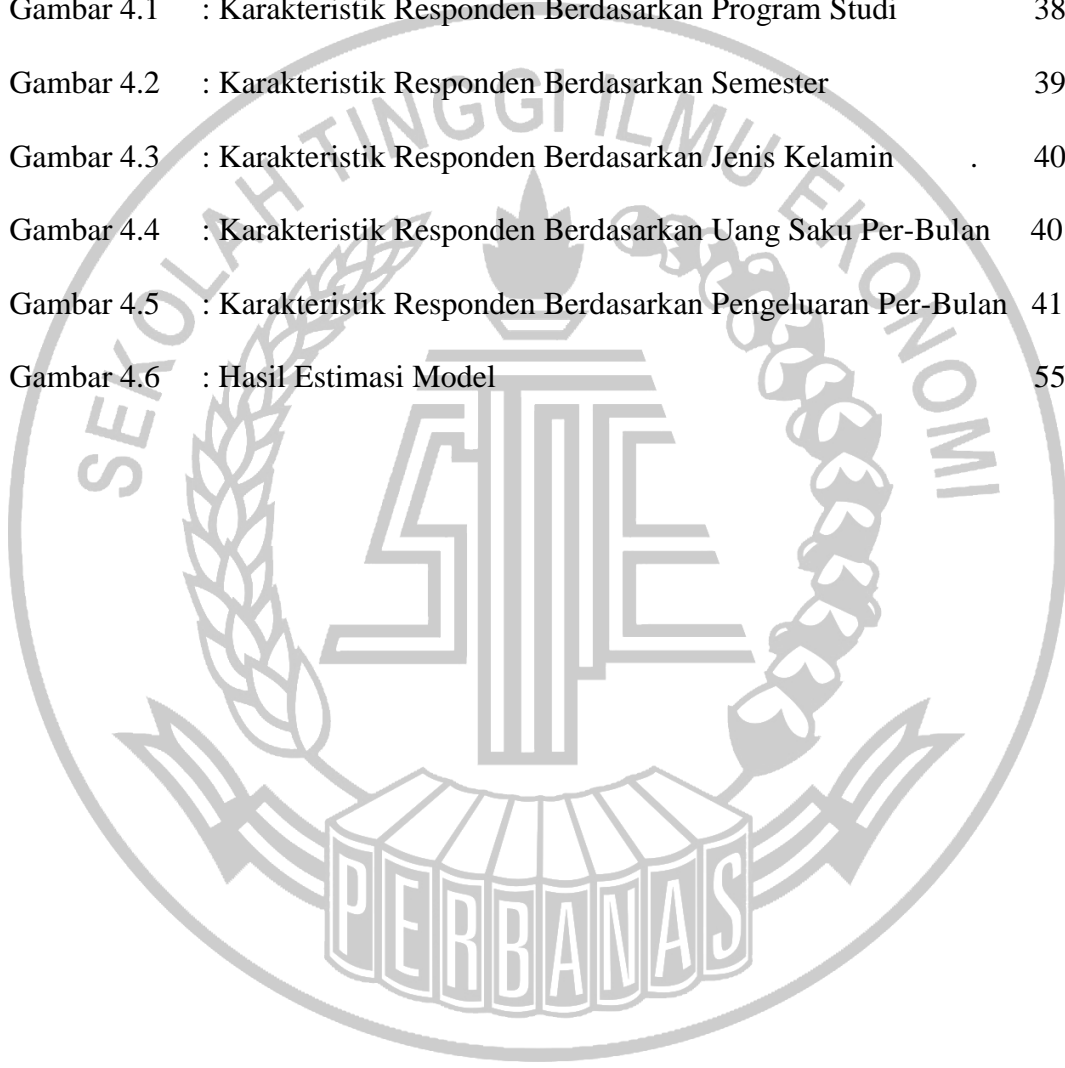 Gambar 4.1 : Karakteristik Responden Berdasarkan Program Studi 38
Gambar 4.2 : Karakteristik Responden Berdasarkan Semester 39
Gambar 4.3 : Karakteristik Responden Berdasarkan Jenis Kelamin . 40
Gambar 4.4 : Karakteristik Responden Berdasarkan Uang Saku Per-Bulan 40
Gambar 4.5 : Karakteristik Responden Berdasarkan Pengeluaran Per-Bulan 41
Gambar 4.6 : Hasil Estimasi Model 55
SEKOLAH TINGGI ILMU EKONOMI
STIE
PERBANAS